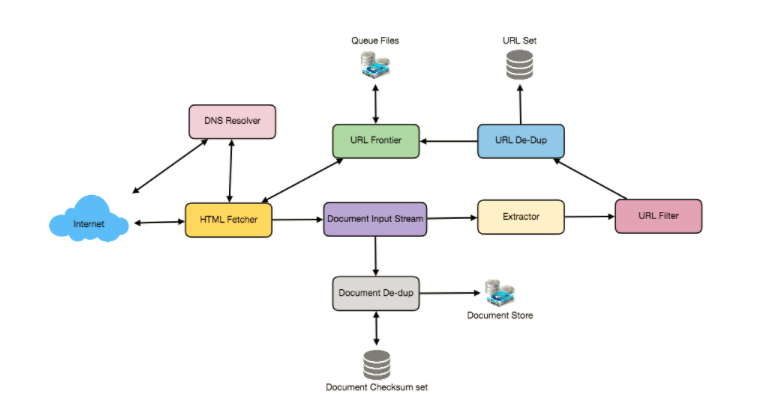 Queue Files
URL Set
DNS Resolver
URL Frontier
URL De-Dup
Internet
HTML Fetcher
Document Input Stream
Extractor
URL Filter
Document De-dup
Document Store
Document Checksum set